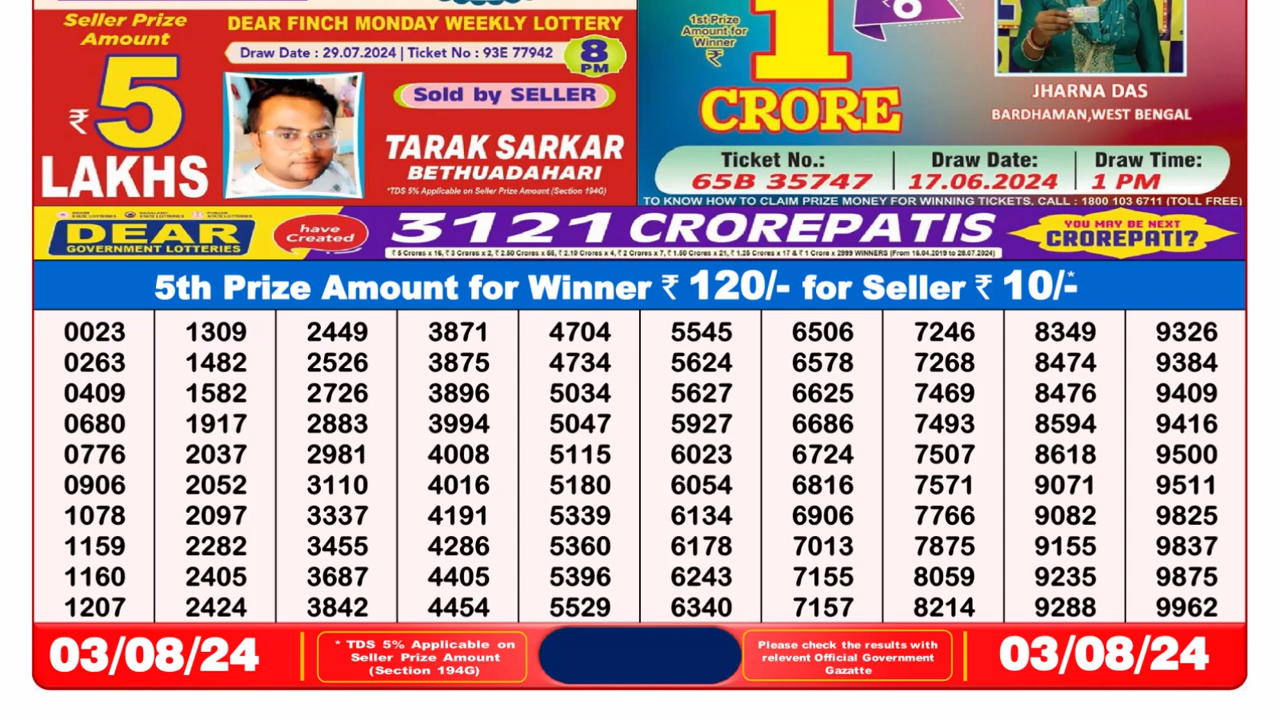 Seller Prize
Amount
₹ 5
LAKHS
DEAR FINCH MONDAY WEEKLY LOTTERY
Draw Date : 29.07.2024 | Ticket No : 93E 77942
8
PM
Sold by SELLER
TARAK SARKAR
BETHUADAHARI
*TDS 5% Applicable on Seller Prize Amount (Section 194G)
1st Prize
Amount for
Winner
₹
1
CRORE
JHARNA DAS
BARDHAMAN,WEST BENGAL
Ticket No.: Draw Date: Draw Time:
65B 35747 17.06.2024 1 PM
TO KNOW HOW TO CLAIM PRIZE MONEY FOR WINNING TICKETS, CALL : 1800 103 6711 (TOLL FREE)
DEAR
GOVERNMENT LOTTERIES
have
Created
3121 CROREPATIS
YOU MAY BE NEXT
CROREPATI?
5th Prize Amount for Winner ₹ 120/- for Seller ₹ 10/-*
0023 1309 2449 3871 4704 5545 6506 7246 8349 9326
0263 1482 2526 3875 4734 5624 6578 7268 8474 9384
0409 1582 2726 3896 5034 5627 6625 7469 8476 9409
0680 1917 2883 3994 5047 5927 6686 7493 8594 9416
0776 2037 2981 4008 5115 6023 6724 7507 8618 9500
0906 2052 3110 4016 5180 6054 6816 7571 9071 9511
1078 2097 3337 4191 5339 6134 6906 7766 9082 9825
1159 2282 3455 4286 5360 6178 7013 7875 9155 9837
1160 2405 3687 4405 5396 6243 7155 8059 9235 9875
1207 2424 3842 4454 5529 6340 7157 8214 9288 9962
03/08/24
* TDS 5% Applicable on
Seller Prize Amount
(Section 194G)
Please check the results with
relevent Official Government
Gazatte
03/08/24